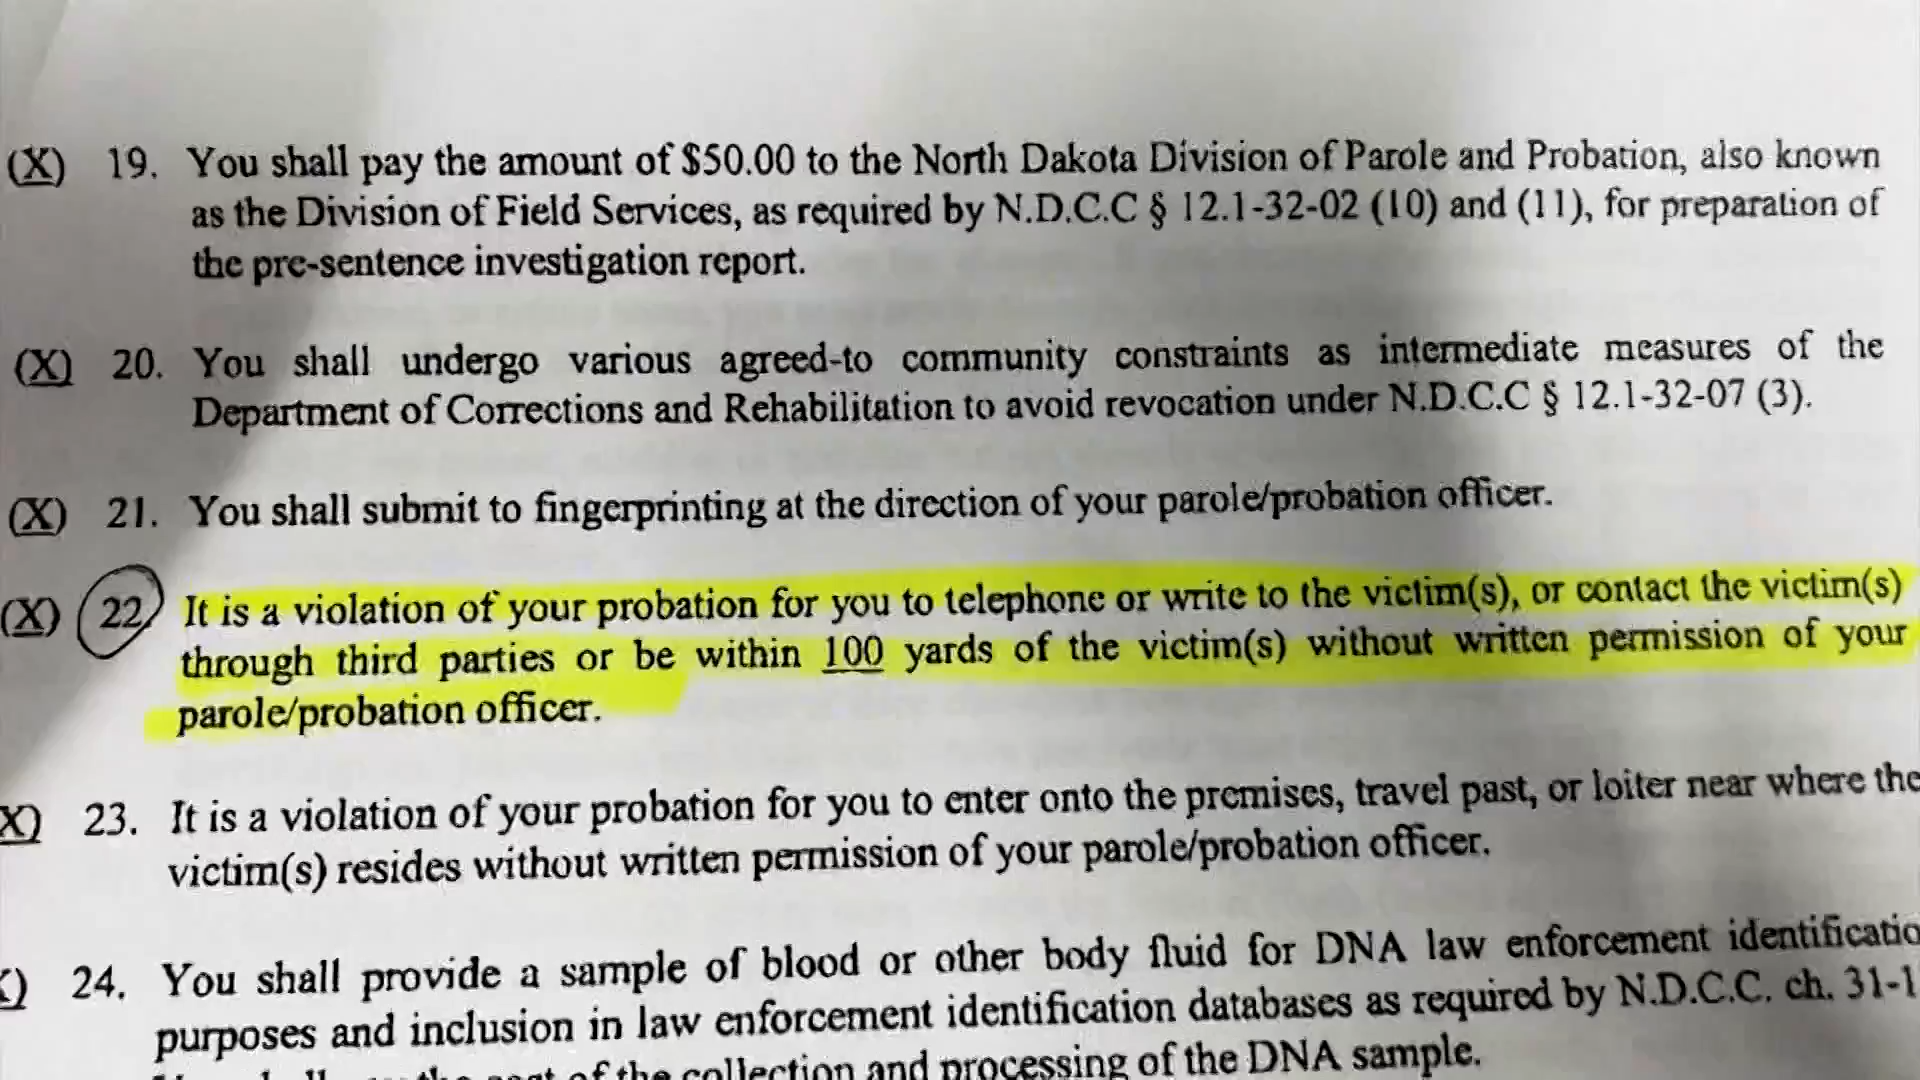 (X) 19. You shall pay the amount of $50.00 to the North Dakota Division of Parole and Probation, also known
as the Division of Field Services, as required by N.D.C.C § 12.1-32-02 (10) and (11), for preparation of
the pre-sentence investigation report.
(X) 20. You shall undergo various agreed-to community constraints as intermediate measures of the
Department of Corrections and Rehabilitation to avoid revocation under N.D.C.C § 12.1-32-07 (3).
(X) 21. You shall submit to fingerprinting at the direction of your parole/probation officer.
(X) 22. It is a violation of your probation for you to telephone or write to the victim(s), or contact the victim(s)
through third parties or be within 100 yards of the victim(s) without written permission of your
parole/probation officer.
X) 23. It is a violation of your probation for you to enter onto the premises, travel past, or loiter near where the
victim(s) resides without written permission of your parole/probation officer.
) 24. You shall provide a sample of blood or other body fluid for DNA law enforcement identificatio
purposes and inclusion in law enforcement identification databases as required by N.D.C.C. ch. 31-1
the cost of the collection and processing of the DNA sample.